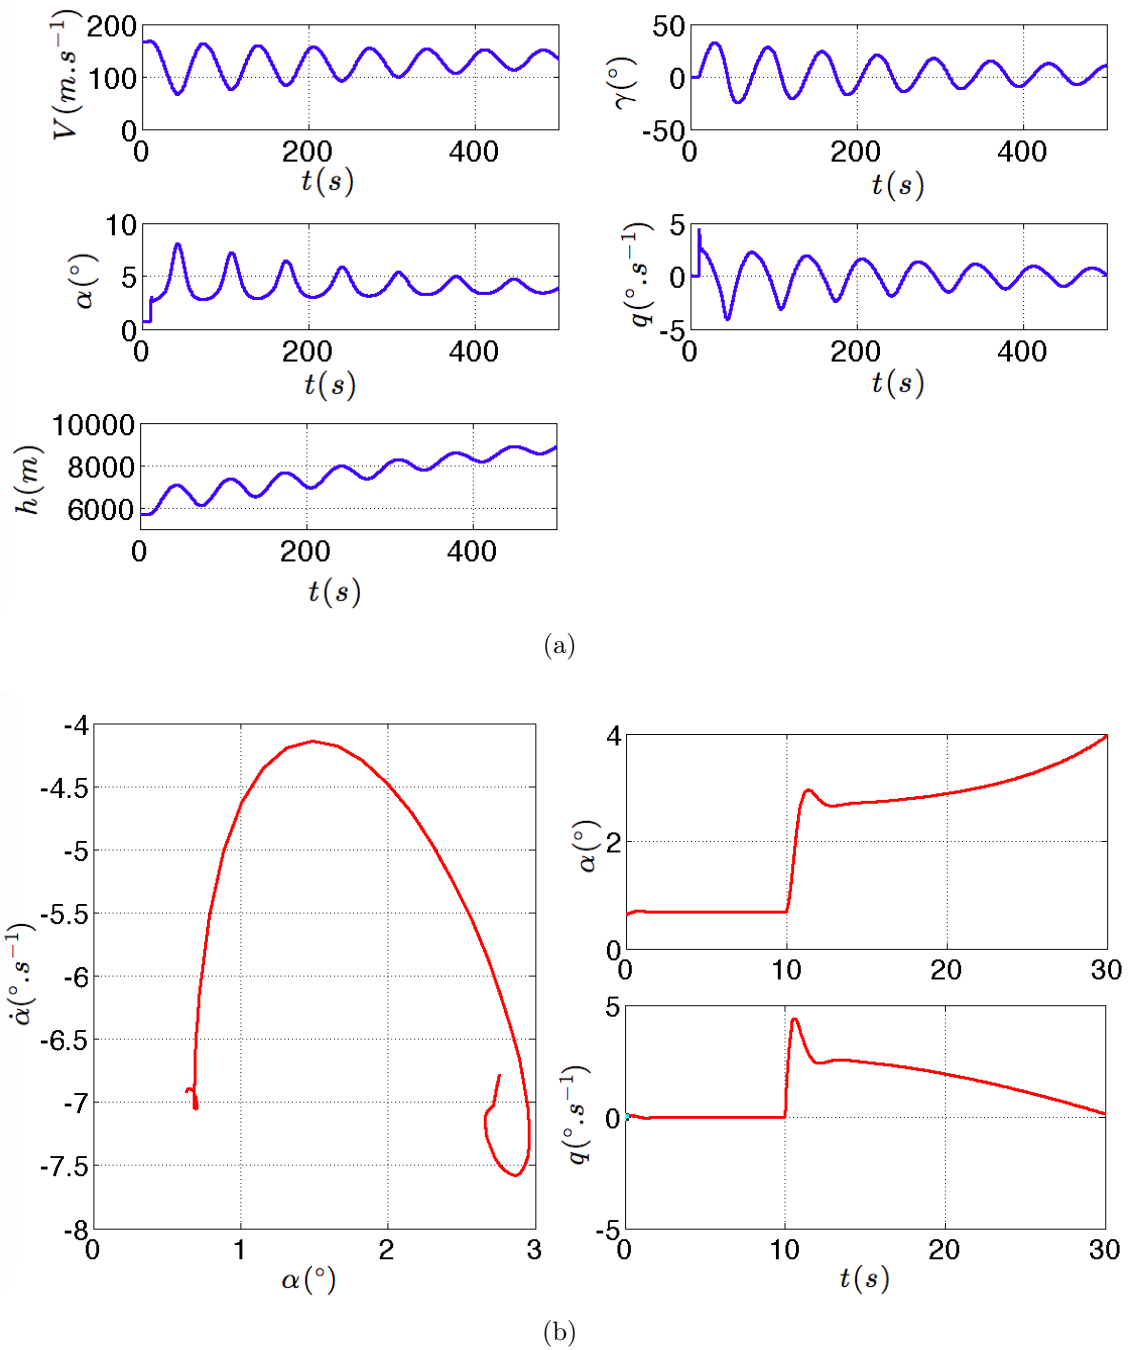 V(m.s⁻¹)
200
100
0
0 200 400
t(s)
γ(°)
50
0
-50
0 200 400
t(s)
α(°)
10
5
0
0 200 400
t(s)
q(°.s⁻¹)
5
0
-5
0 200 400
t(s)
h(m)
10000
8000
6000
0 200 400
t(s)
(a)
α̇(°.s⁻¹)
-4
-4.5
-5
-5.5
-6
-6.5
-7
-7.5
-8
0 1 2 3
α(°)
α(°)
4
2
0
0 10 20 30
q(°.s⁻¹)
5
0
-5
0 10 20 30
t(s)
(b)